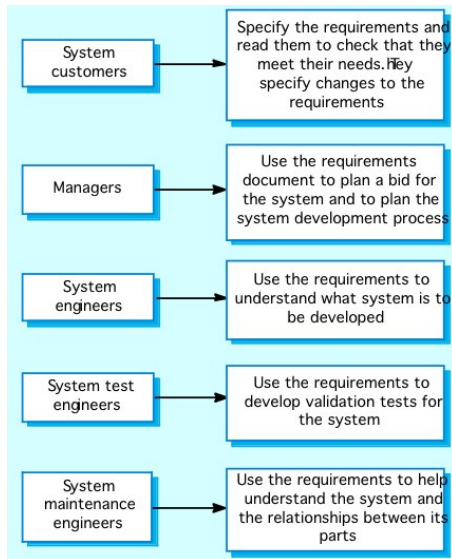 System
customers
Specify the requirements and
read them to check that they
meet their needs. They
specify changes to the
requirements
Managers
Use the requirements
document to plan a bid for
the system and to plan the
system development process
System
engineers
Use the requirements to
understand what system is to
be developed
System test
engineers
Use the requirements to
develop validation tests for
the system
System
maintenance
engineers
Use the requirements to help
understand the system and
the relationships between its
parts